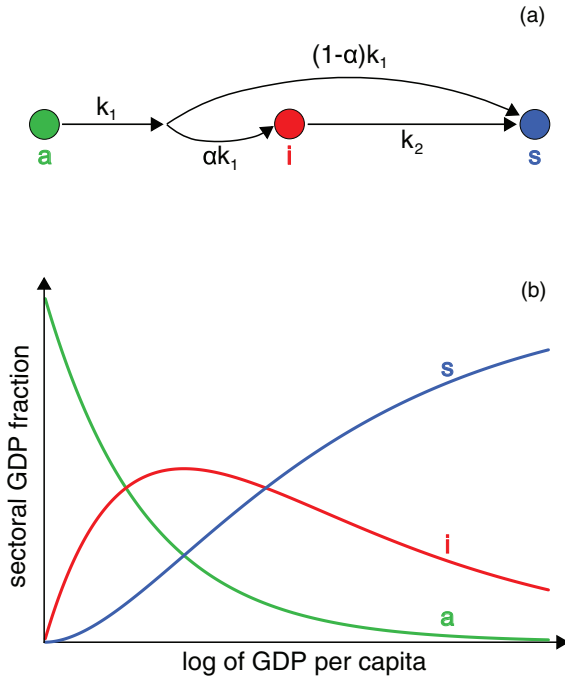 (a)
(1-α)k₁
k₁
a
αk₁
i
k₂
s
(b)
sectoral GDP fraction
s
i
a
log of GDP per capita